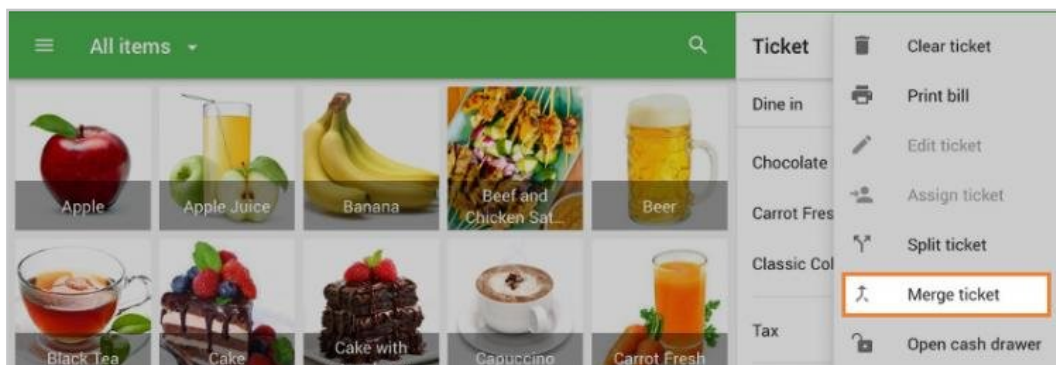 All items
Ticket
Clear ticket
Dine in
Print bill
Edit ticket
Chocolate
Assign ticket
Carrot Fres
Split ticket
Classic Col
Merge ticket
Tax
Open cash drawer
Apple
Apple Juice
Banana
Beef and
Chicken Sat...
Beer
Black Tea
Cake
Cake with
Capuccino
Carrot Fresh